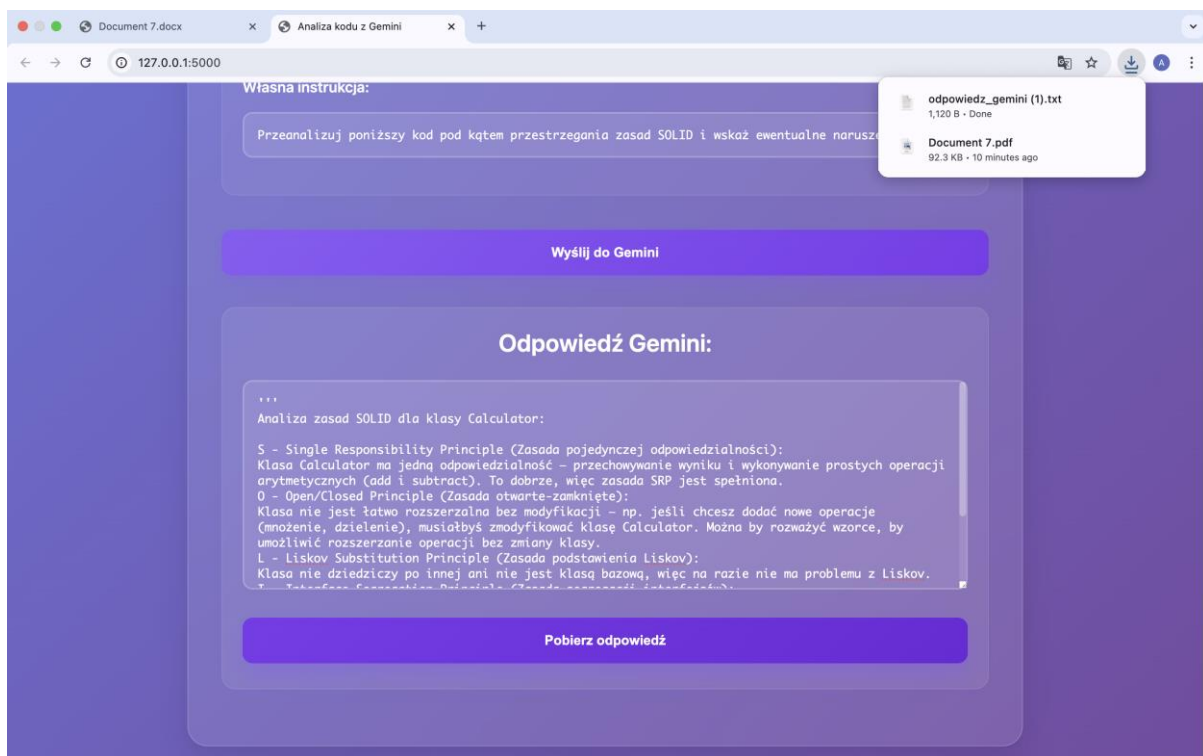 Document 7.docx
Analiza kodu z Gemini
127.0.0.1:5000
A
odpowiedz_gemini (1).txt
1,120 B • Done
Document 7.pdf
92.3 KB • 10 minutes ago
Własna instrukcja:
Przeanalizuj poniższy kod pod kątem przestrzegania zasad SOLID i wskaż ewentualne
Wyślij do Gemini
Odpowiedź Gemini:
'''
Analiza zasad SOLID dla klasy Calculator:
S – Single Responsibility Principle (Zasada pojedynczej odpowiedzialności):
Klasa Calculator ma jedną odpowiedzialność – przechowywanie wyniku i wykonywanie prostych operacji
arytmetycznych (add i subtract). To dobrze, więc zasada SRP jest spełniona.
O – Open/Closed Principle (Zasada otwarte-zamknięte):
Klasa nie jest łatwo rozszerzalna bez modyfikacji – np. jeśli chcesz dodać nowe operacje
(mnożenie, dzielenie), musiałbyś zmodyfikować klasę Calculator. Można by rozważyć wzorce, by
umożliwić rozszerzanie operacji bez zmiany klasy.
L – Liskov Substitution Principle (Zasada podstawienia Liskov):
Klasa nie dziedziczy po innej ani nie jest klasą bazową, więc na razie nie ma problemu z Liskov.
Pobierz odpowiedź